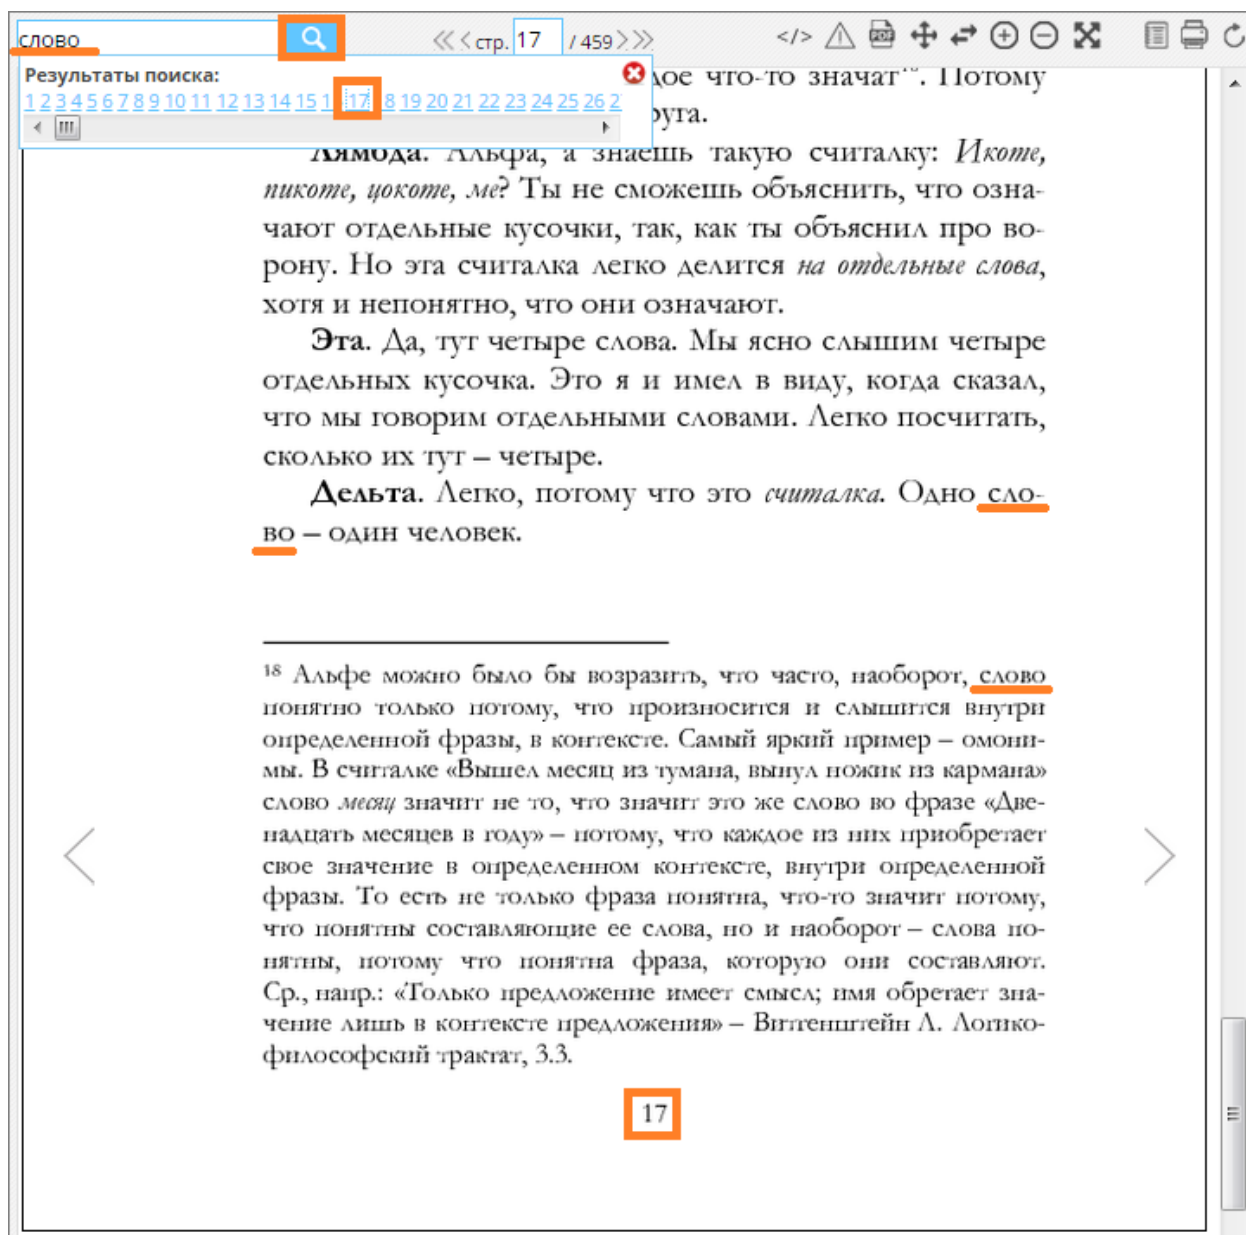 слово
стр. 17 / 459
</>
PDF
Результаты поиска:
1 2 3 4 5 6 7 8 9 10 11 12 13 14 15 1 17 8 19 20 21 22 23 24 25 26 2
что-то значат¹⁸. Потому
Лямбда. Альфа, а знаешь такую считалку: Икоте,
пикоте, цокоте, ме? Ты не сможешь объяснить, что озна-
чают отдельные кусочки, так, как ты объяснил про во-
рону. Но эта считалка легко делится на отдельные слова,
хотя и непонятно, что они означают.
Эта. Да, тут четыре слова. Мы ясно слышим четыре
отдельных кусочка. Это я и имел в виду, когда сказал,
что мы говорим отдельными словами. Легко посчитать,
сколько их тут – четыре.
Дельта. Легко, потому что это считалка. Одно сло-
во – один человек.
¹⁸ Альфе можно было бы возразить, что часто, наоборот, слово
понятно только потому, что произносится и слышится внутри
определенной фразы, в контексте. Самый яркий пример – омони-
мы. В считалке «Вышел месяц из тумана, вынул ножик из кармана»
слово месяц значит не то, что значит это же слово во фразе «Две-
надцать месяцев в году» – потому, что каждое из них приобретает
свое значение в определенном контексте, внутри определенной
фразы. То есть не только фраза понятна, что-то значит потому,
что понятны составляющие ее слова, но и наоборот – слова по-
нятны, потому что понятна фраза, которую они составляют.
Ср., напр.: «Только предложение имеет смысл; имя обретает зна-
чение лишь в контексте предложения» – Витгенштейн Л. Логико-
философский трактат, 3.3.
17